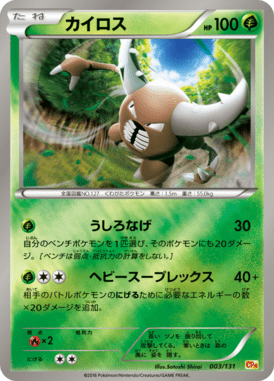 たね
カイロス
HP100
全国図鑑NO.127 くわがたポケモン 高さ：1.5m 重さ：55.0kg
うしろなげ 30
自分のベンチポケモンを1匹選び、そのポケモンにも20ダメージ。[ベンチは弱点・抵抗力の計算をしない。]
ヘビースープレックス 40+
相手のバトルポケモンのにげるために必要なエネルギーの数×20ダメージを追加。
弱点 抵抗力
×2
にげる
長い ツノを
003/131
Illus.Satoshi Shirai
©2016 Pokémon/Nintendo/Creatures/GAME FREAK.